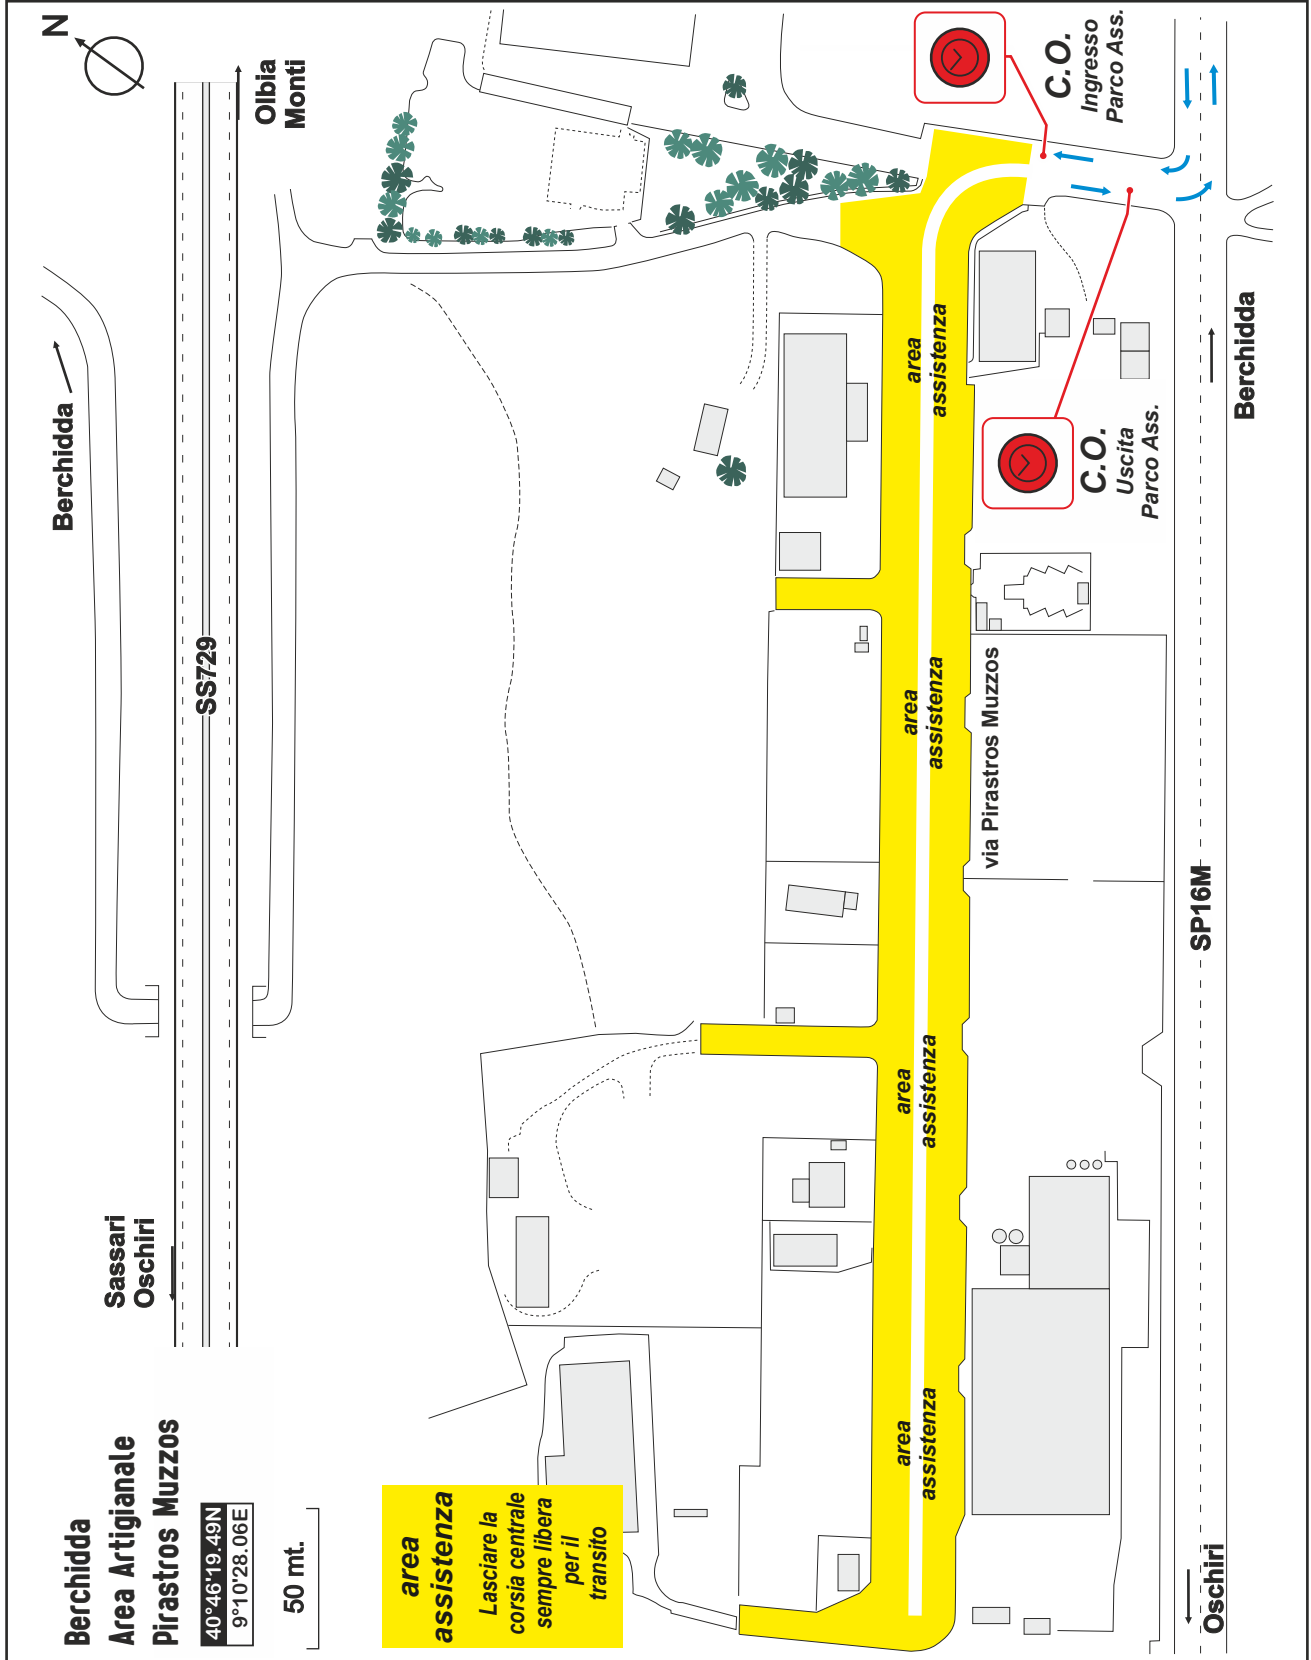 Berchidda
Area Artigianale
Pirastros Muzzos
40°46'19.49N
9°10'28.06E
50 mt.
area
assistenza
Lasciare la
corsia centrale
sempre libera
per il
transito
Sassari
Oschiri
SS729
Berchidda
Olbia
Monti
N
area
assistenza
area
assistenza
area
assistenza
area
assistenza
via Pirastros Muzzos
C.O.
Ingresso
Parco Ass.
C.O.
Uscita
Parco Ass.
Oschiri
SP16M
Berchidda